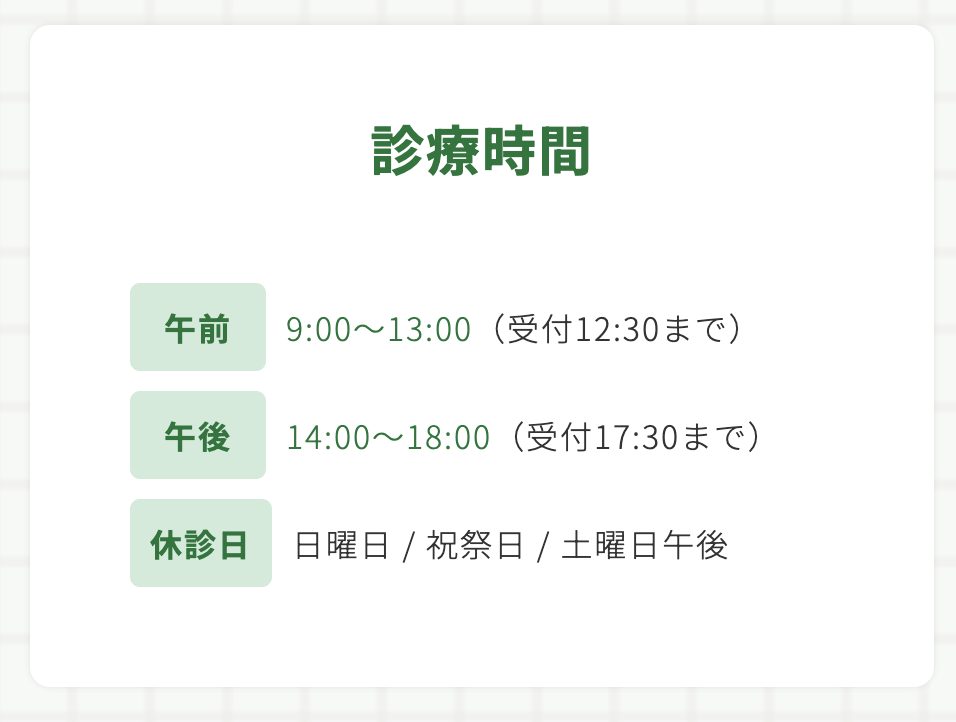 診療時間
午前 9:00〜13:00（受付12:30まで）
午後 14:00〜18:00（受付17:30まで）
休診日 日曜日 / 祝祭日 / 土曜日午後